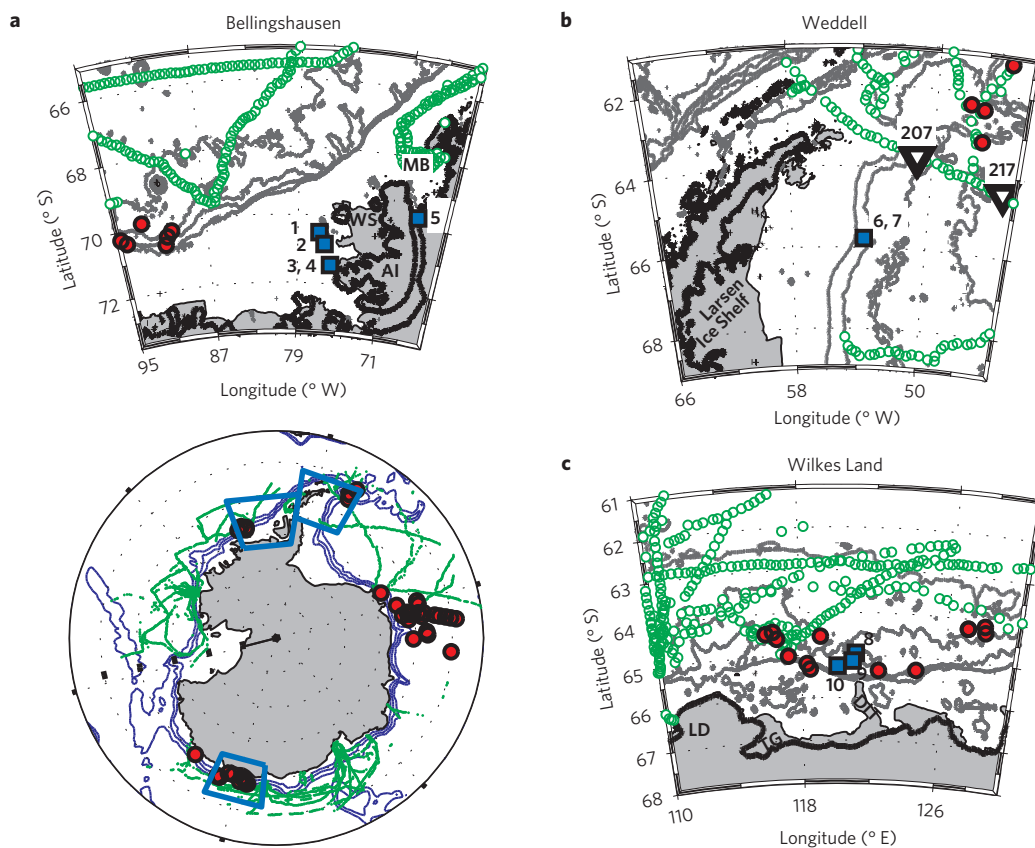 a
Bellingshausen
66
68
70
72
Latitude (° S)
95
87
79
71
Longitude (° W)
MB
WS
AI
1
2
3, 4
5
b
Weddell
62
64
66
68
Latitude (° S)
66
58
50
Longitude (° W)
207
217
6, 7
Larsen
Ice Shelf
c
Wilkes Land
61
62
63
64
65
66
67
68
Latitude (° S)
110
118
126
Longitude (° E)
8
9
10
LD
TG